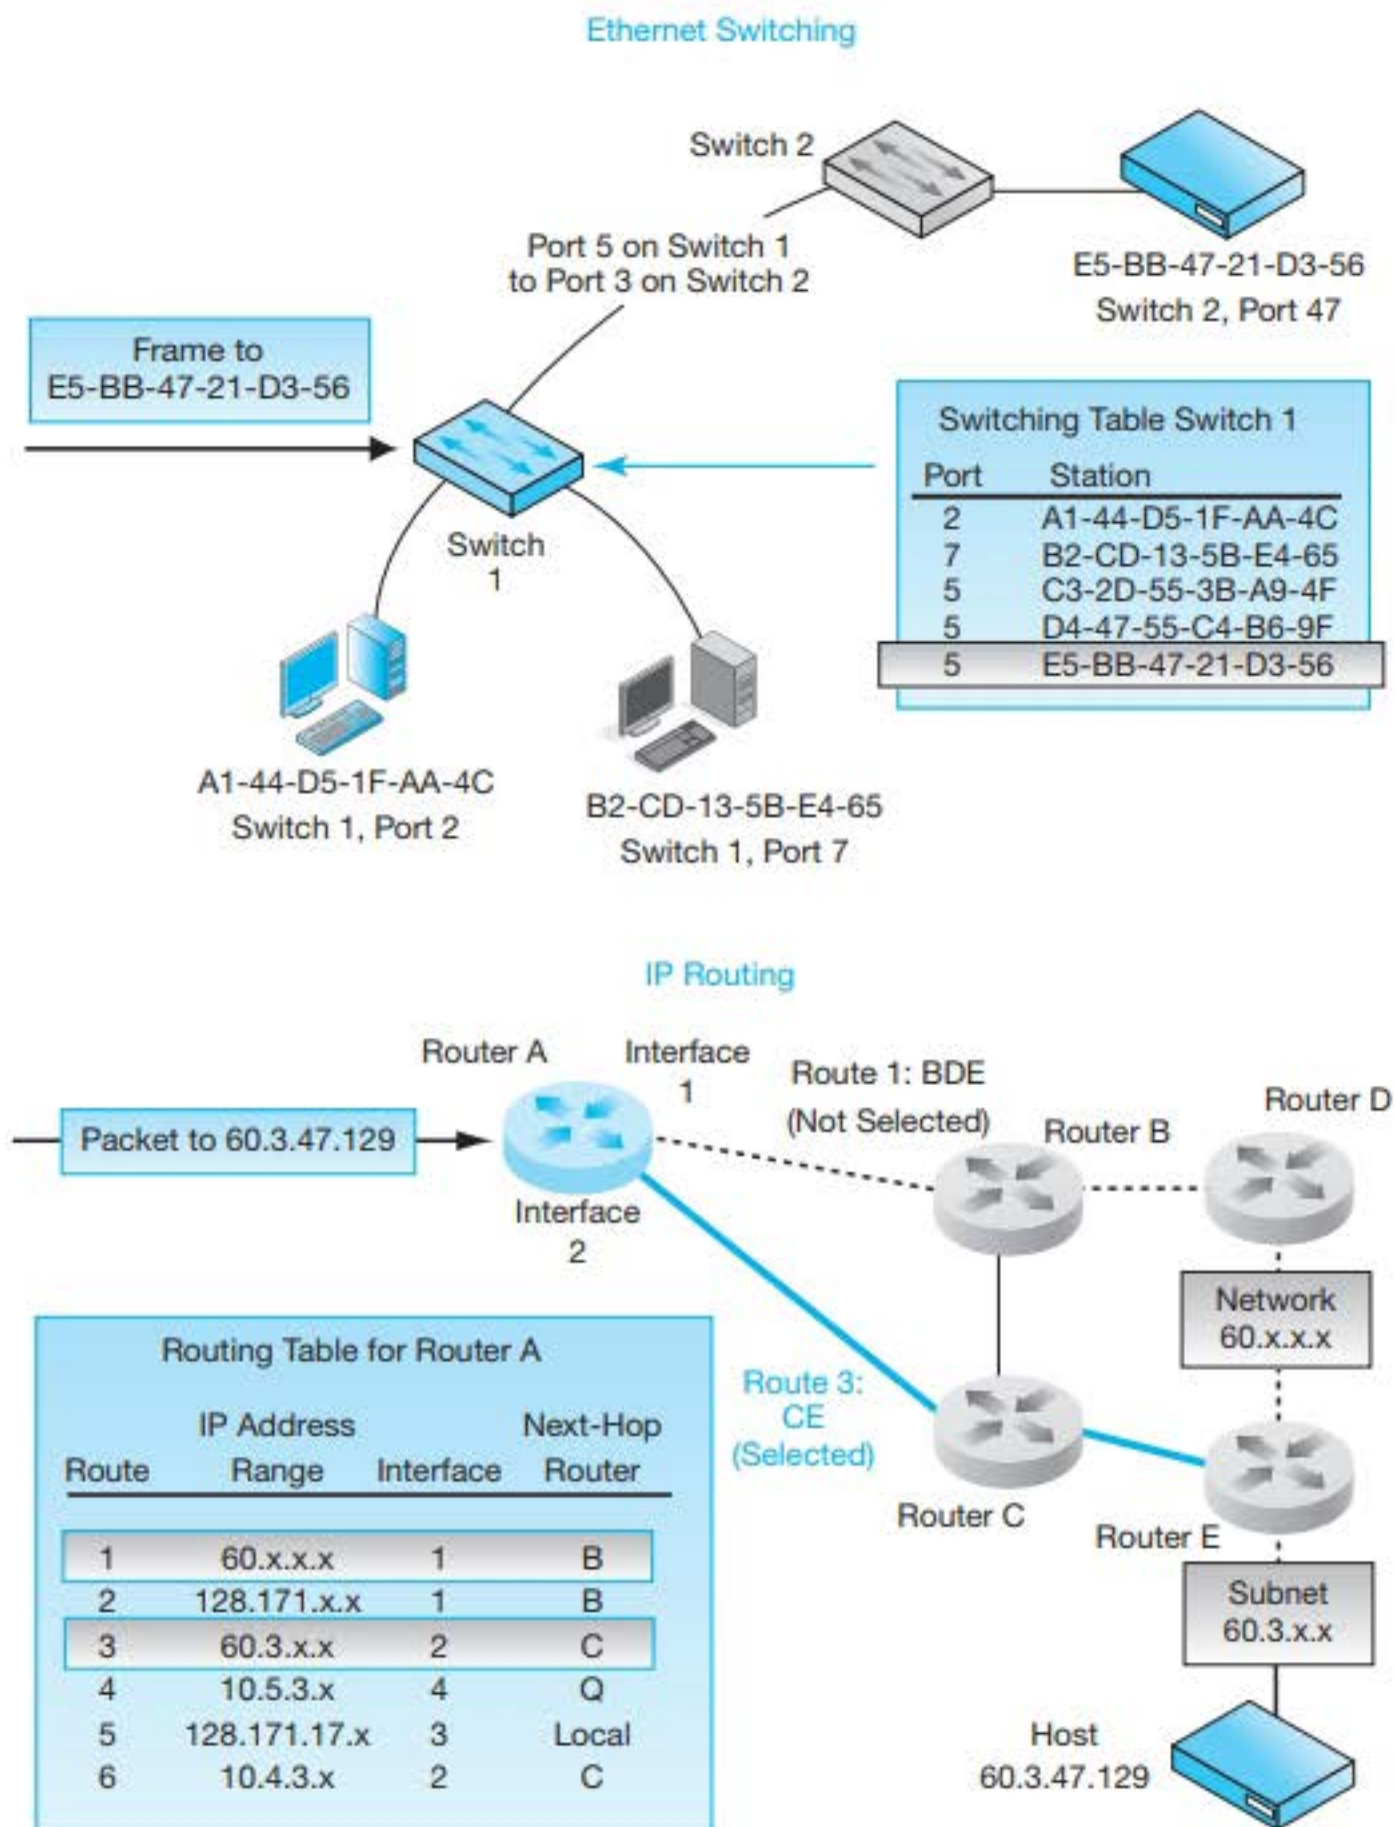 Ethernet Switching
Switch 2
Port 5 on Switch 1
to Port 3 on Switch 2
E5-BB-47-21-D3-56
Switch 2, Port 47
Frame to
E5-BB-47-21-D3-56
Switch
1
Switching Table Switch 1
Port Station
2 A1-44-D5-1F-AA-4C
7 B2-CD-13-5B-E4-65
5 C3-2D-55-3B-A9-4F
5 D4-47-55-C4-B6-9F
5 E5-BB-47-21-D3-56
A1-44-D5-1F-AA-4C
Switch 1, Port 2
B2-CD-13-5B-E4-65
Switch 1, Port 7
IP Routing
Router A
Interface
1
Route 1: BDE
(Not Selected)
Router B
Router D
Packet to 60.3.47.129
Interface
2
Network
60.x.x.x
Route 3:
CE
(Selected)
Router C
Router E
Subnet
60.3.x.x
Host
60.3.47.129
Routing Table for Router A
IP Address Next-Hop
Route Range Interface Router
1 60.x.x.x 1 B
2 128.171.x.x 1 B
3 60.3.x.x 2 C
4 10.5.3.x 4 Q
5 128.171.17.x 3 Local
6 10.4.3.x 2 C